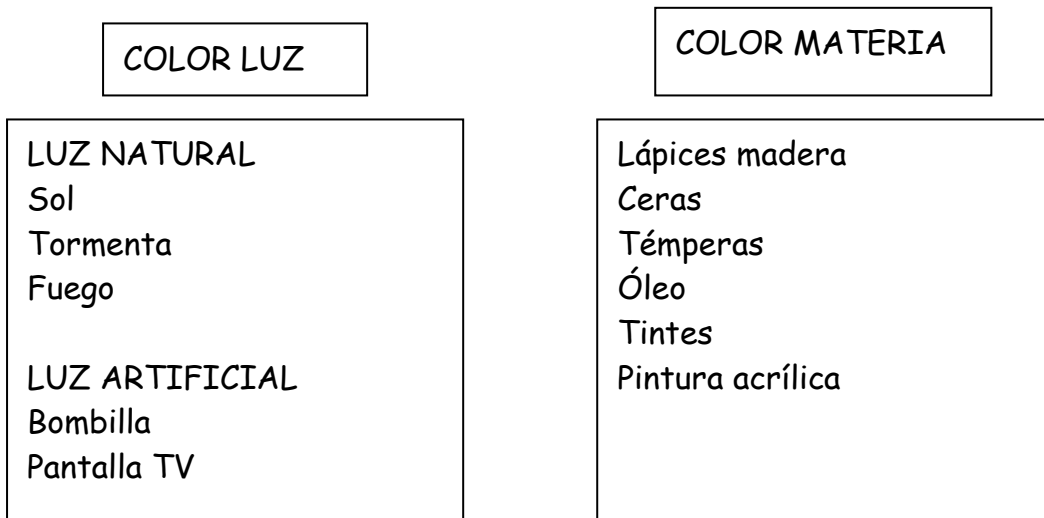 COLOR LUZ
COLOR MATERIA
LUZ NATURAL
Sol
Tormenta
Fuego
LUZ ARTIFICIAL
Bombilla
Pantalla TV
Lápices madera
Ceras
Témperas
Óleo
Tintes
Pintura acrílica